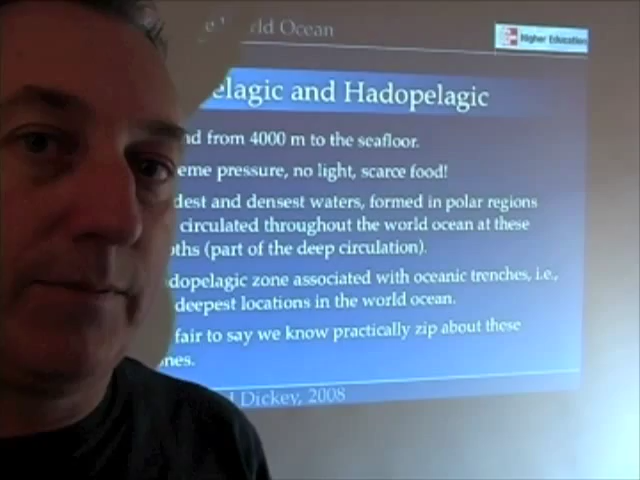 rld Ocean
Higher Education
elagic and Hadopelagic
nd from 4000 m to the seafloor.
eme pressure, no light, scarce food!
dest and densest waters, formed in polar regions
circulated throughout the world ocean at these
ths (part of the deep circulation).
dopelagic zone associated with oceanic trenches, i.e.,
deepest locations in the world ocean.
fair to say we know practically zip about these
nes.
d Dickey, 2008